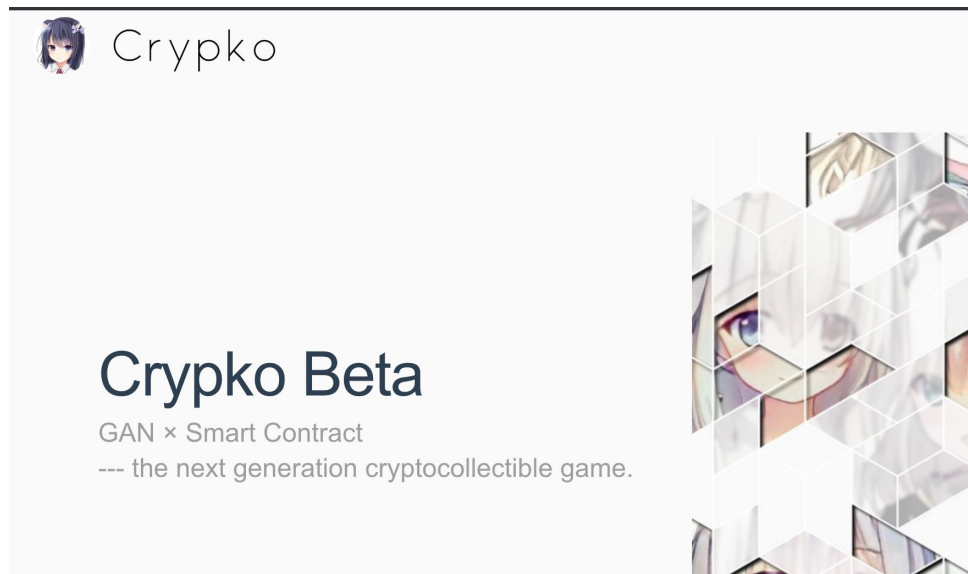 Crypko
Crypko Beta
GAN × Smart Contract
--- the next generation cryptocollectible game.